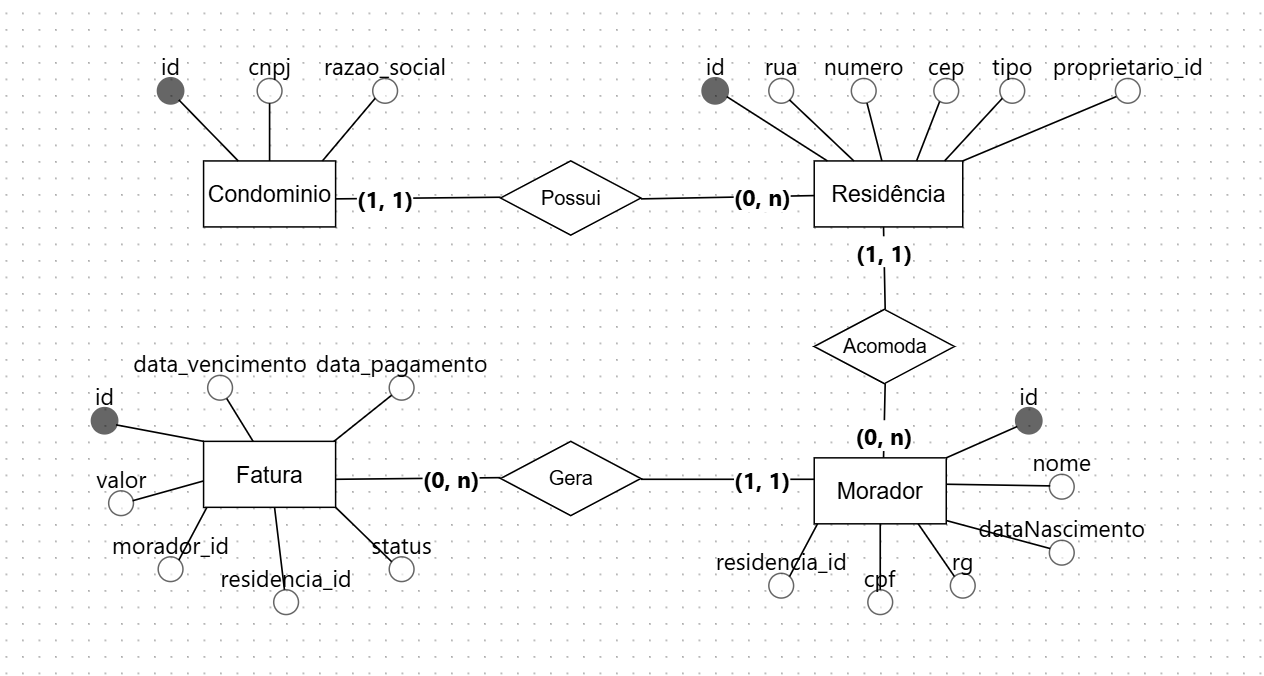 id
cnpj
razao_social
id
rua
numero
cep
tipo
proprietario_id
Condominio
(1, 1)
Possui
(0, n)
Residência
(1, 1)
Acomoda
(0, n)
data_vencimento
data_pagamento
id
valor
Fatura
(0, n)
Gera
(1, 1)
Morador
id
nome
dataNascimento
morador_id
residencia_id
status
residencia_id
cpf
rg